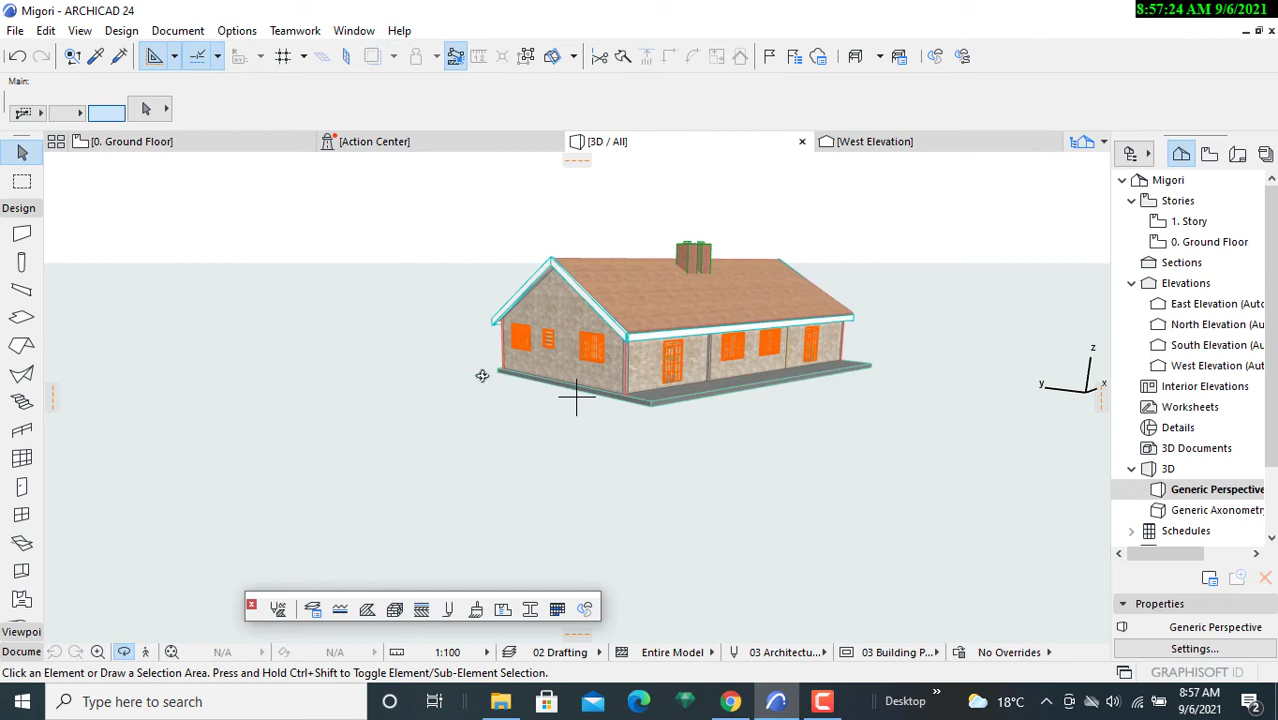 Migori - ARCHICAD 24
8:57:24 AM 9/6/2021
File Edit View Design Document Options Teamwork Window Help
Main:
[0. Ground Floor]
[Action Center]
[3D / All]
[West Elevation]
Design
Viewpoi
Docume
Migori
Stories
1. Story
0. Ground Floor
Sections
Elevations
East Elevation (Aut
North Elevation (Au
South Elevation (Au
West Elevation (Aut
Interior Elevations
Worksheets
Details
3D Documents
3D
Generic Perspective
Generic Axonometr
Schedules
Properties
Generic Perspective
Settings...
GRAPHISOFT ID
z
y
x
N/A
N/A
1:100
02 Drafting
Entire Model
03 Architectu...
03 Building P...
No Overrides
Click an Element or Draw a Selection Area. Press and Hold Ctrl+Shift to Toggle Element/Sub-Element Selection.
Type here to search
Desktop
18°C
8:57 AM
9/6/2021
2